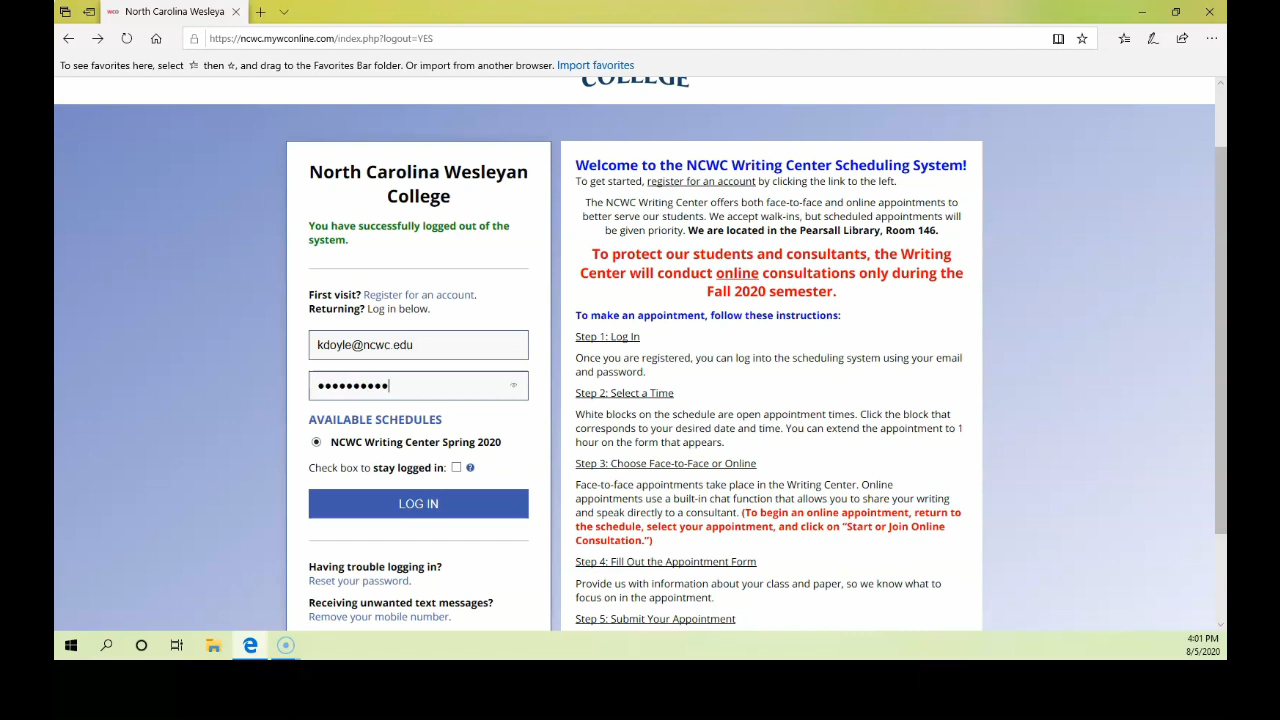 North Carolina Wesleya
https://ncwc.mywconline.com/index.php?logout=YES
To see favorites here, select ☆ then ☆, and drag to the Favorites Bar folder. Or import from another browser. Import favorites
COLLEGE
North Carolina Wesleyan
College
You have successfully logged out of the
system.
First visit? Register for an account.
Returning? Log in below.
kdoyle@ncwc.edu
••••••••••
AVAILABLE SCHEDULES
NCWC Writing Center Spring 2020
Check box to stay logged in:
LOG IN
Having trouble logging in?
Reset your password.
Receiving unwanted text messages?
Remove your mobile number.
Welcome to the NCWC Writing Center Scheduling System!
To get started, register for an account by clicking the link to the left.
The NCWC Writing Center offers both face-to-face and online appointments to
better serve our students. We accept walk-ins, but scheduled appointments will
be given priority. We are located in the Pearsall Library, Room 146.
To protect our students and consultants, the Writing
Center will conduct online consultations only during the
Fall 2020 semester.
To make an appointment, follow these instructions:
Step 1: Log In
Once you are registered, you can log into the scheduling system using your email
and password.
Step 2: Select a Time
White blocks on the schedule are open appointment times. Click the block that
corresponds to your desired date and time. You can extend the appointment to 1
hour on the form that appears.
Step 3: Choose Face-to-Face or Online
Face-to-face appointments take place in the Writing Center. Online
appointments use a built-in chat function that allows you to share your writing
and speak directly to a consultant. (To begin an online appointment, return to
the schedule, select your appointment, and click on “Start or Join Online
Consultation.”)
Step 4: Fill Out the Appointment Form
Provide us with information about your class and paper, so we know what to
focus on in the appointment.
Step 5: Submit Your Appointment
4:01 PM
8/5/2020